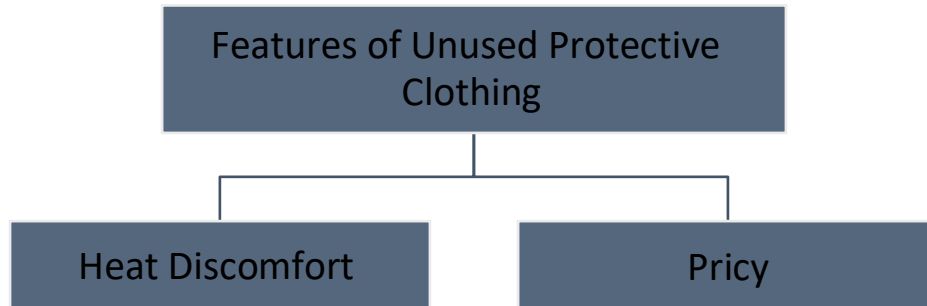 Features of Unused Protective
Clothing
Heat Discomfort
Pricy